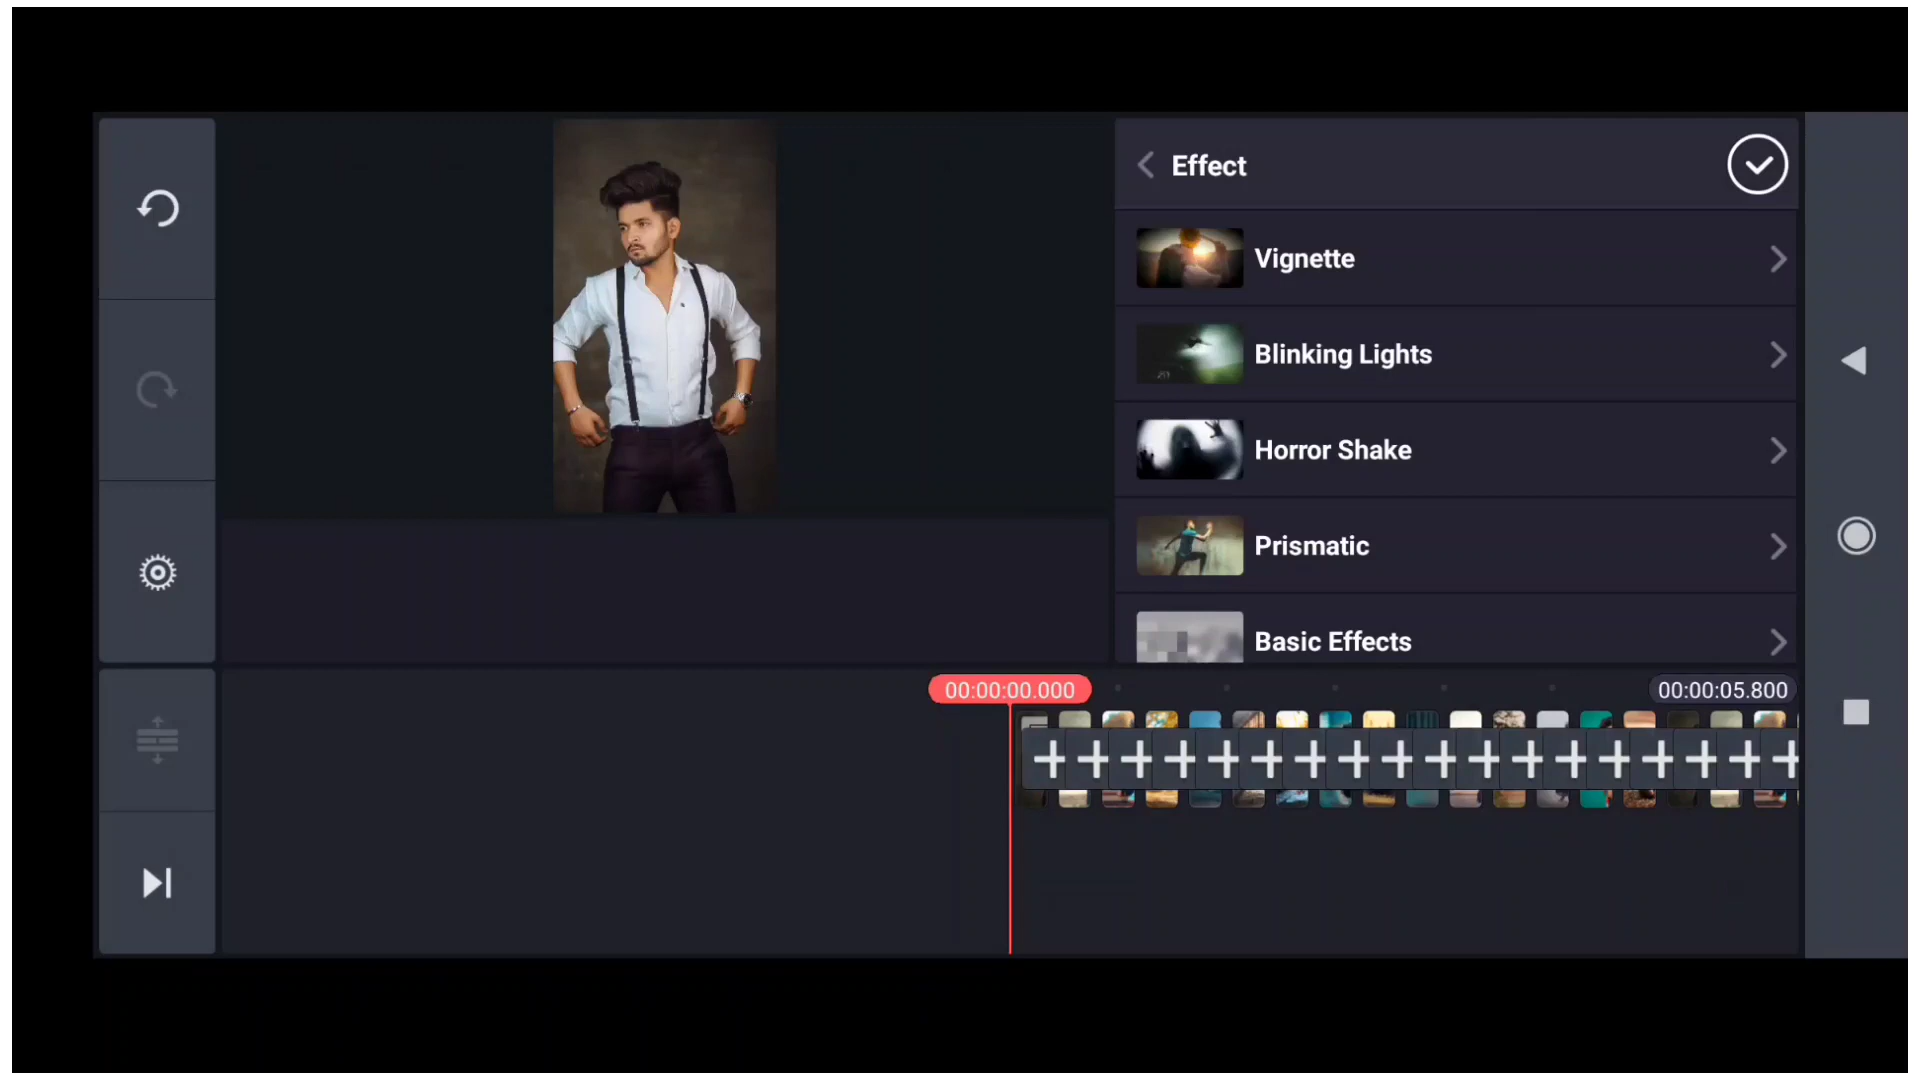 Effect
Vignette
Blinking Lights
Horror Shake
Prismatic
Basic Effects
00:00:00.000
00:00:05.800